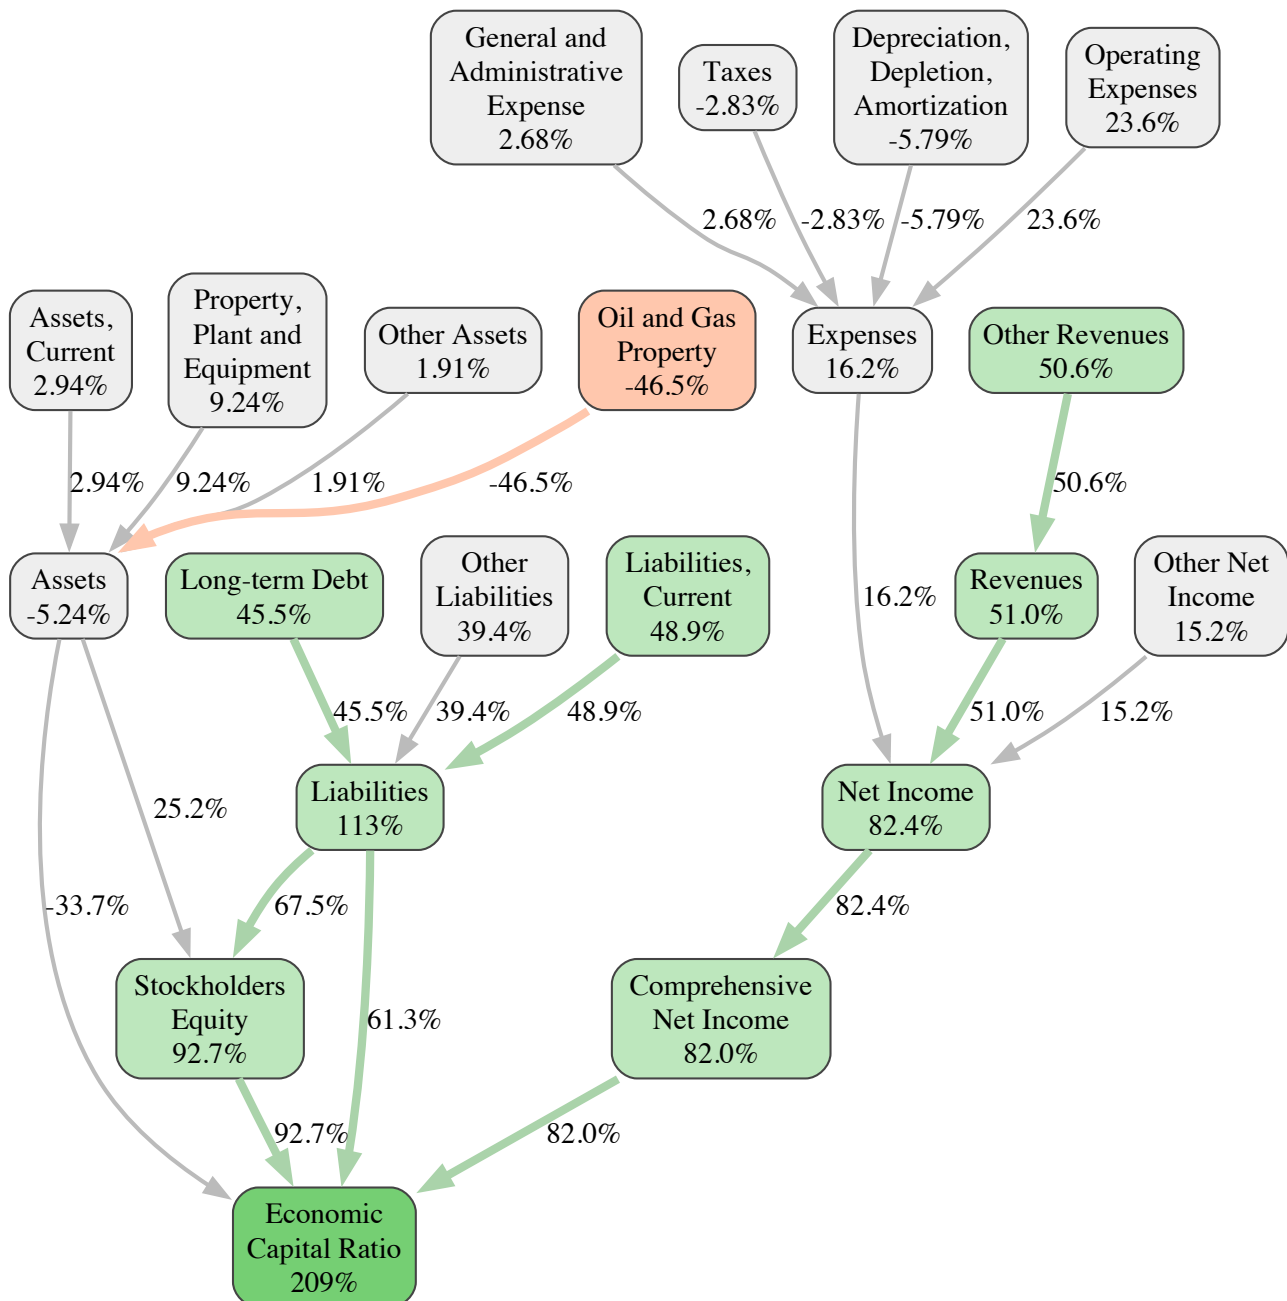 General and
Administrative
Expense
2.68%
Taxes
-2.83%
Depreciation,
Depletion,
Amortization
-5.79%
Operating
Expenses
23.6%
2.68%
-2.83%
-5.79%
23.6%
Assets,
Current
2.94%
Property,
Plant and
Equipment
9.24%
Other Assets
1.91%
Oil and Gas
Property
-46.5%
Expenses
16.2%
Other Revenues
50.6%
2.94%
9.24%
1.91%
-46.5%
50.6%
Assets
-5.24%
Long-term Debt
45.5%
Other
Liabilities
39.4%
Liabilities,
Current
48.9%
16.2%
Revenues
51.0%
Other Net
Income
15.2%
45.5%
39.4%
48.9%
51.0%
15.2%
25.2%
Liabilities
113%
Net Income
82.4%
-33.7%
67.5%
82.4%
Stockholders
Equity
92.7%
61.3%
Comprehensive
Net Income
82.0%
92.7%
82.0%
Economic
Capital Ratio
209%